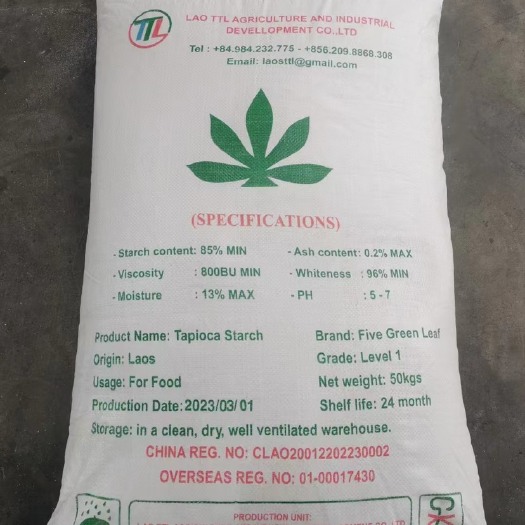 TTL
LAO TTL AGRICULTURE AND INDUSTRIAL
DEVELLOPMENT CO.,LTD
Tel : +84.984.232.775 - +856.209.8868.308
Email: laosttl@gmail.com
(SPECIFICATIONS)
- Starch content: 85% MIN - Ash content: 0.2% MAX
- Viscosity : 800BU MIN - Whiteness : 96% MIN
- Moisture : 13% MAX - PH : 5 - 7
Product Name: Tapioca Starch Brand: Five Green Leaf
Origin: Laos Grade: Level 1
Usage: For Food Net weight: 50kgs
Production Date: 2023/03/01 Shelf life: 24 month
Storage: in a clean, dry, well ventilated warehouse.
CHINA REG. NO: CLAO20012202230002
OVERSEAS REG. NO: 01-00017430
PRODUCTION UNIT: